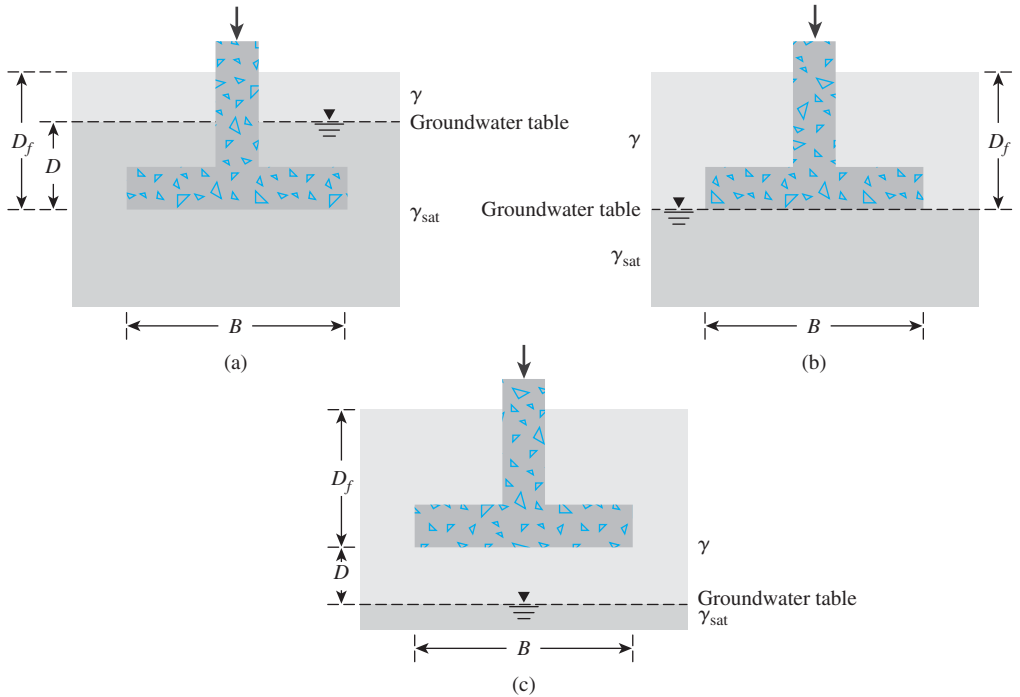 γ
Groundwater table
D_f
D
γ_sat
B
(a)
γ
D_f
Groundwater table
γ_sat
B
(b)
D_f
γ
D
Groundwater table
γ_sat
B
(c)